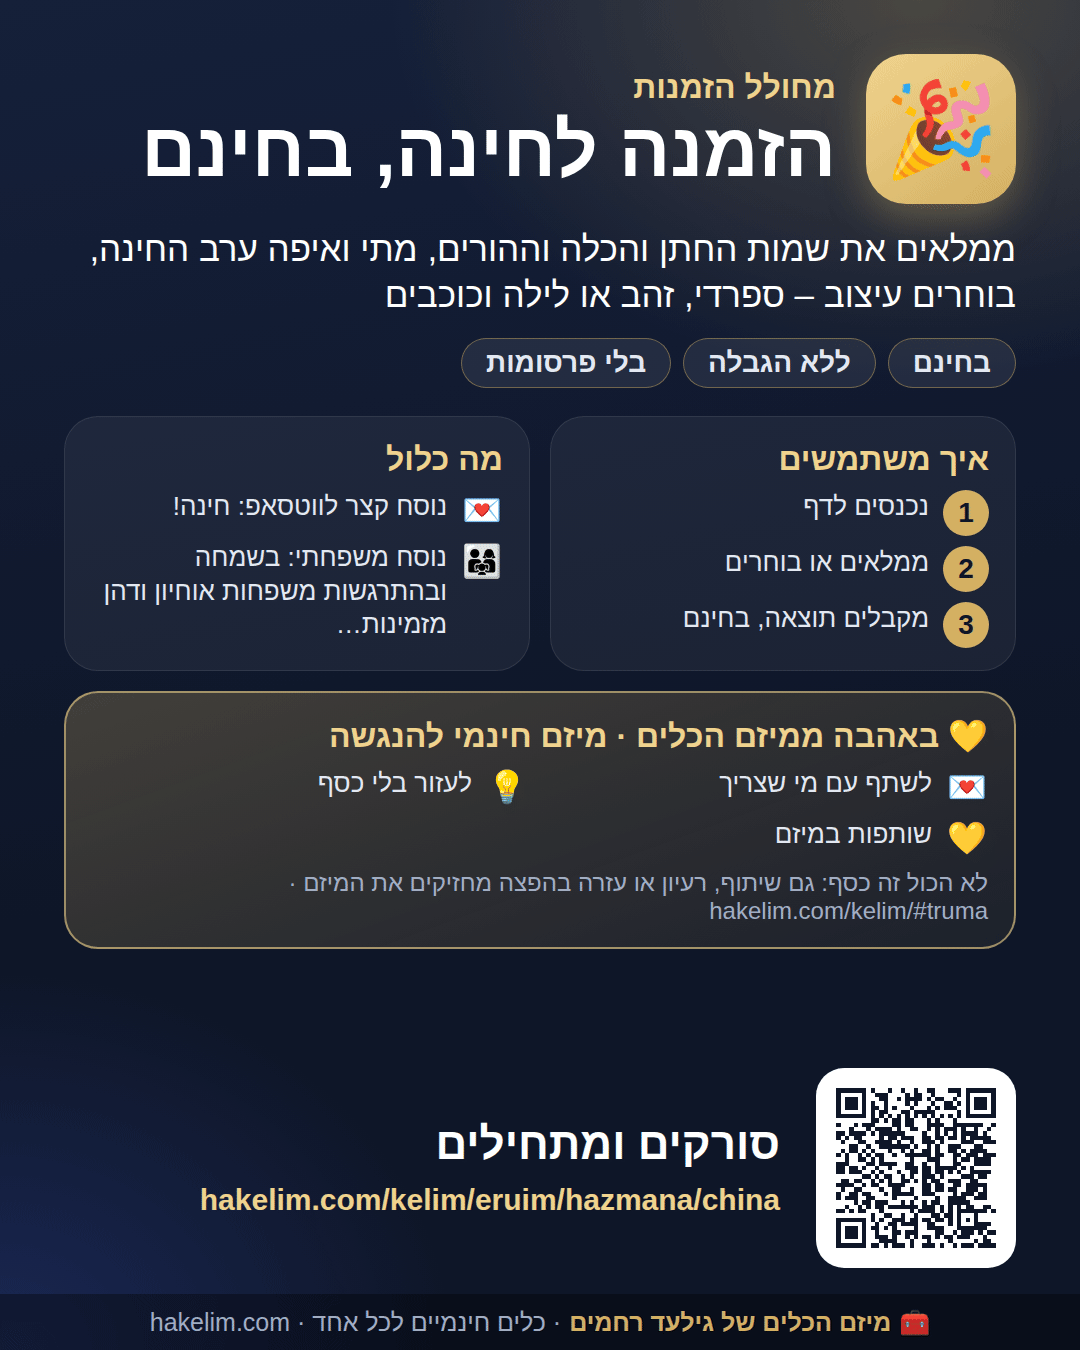 מחולל הזמנות
הזמנה לחינה, בחינם
ממלאים את שמות החתן והכלה וההורים, מתי ואיפה ערב החינה,
בוחרים עיצוב – ספרדי, זהב או לילה וכוכבים
בחינם
ללא הגבלה
בלי פרסומות
איך משתמשים
1 נכנסים לדף
2 ממלאים או בוחרים
3 מקבלים תוצאה, בחינם
מה כלול
נוסח קצר לווטסאפ: חינה!
נוסח משפחתי: בשמחה
ובהתרגשות משפחות אוחיון ודהן
מזמינות…
באהבה ממיזם הכלים · מיזם חינמי להנגשה
לשתף עם מי שצריך
לעזור בלי כסף
שותפות במיזם
לא הכול זה כסף: גם שיתוף, רעיון או עזרה בהפצה מחזיקים את המיזם ·
hakelim.com/kelim/#truma
סורקים ומתחילים
hakelim.com/kelim/eruim/hazmana/china
מיזם הכלים של גילעד רחמים · כלים חינמיים לכל אחד · hakelim.com